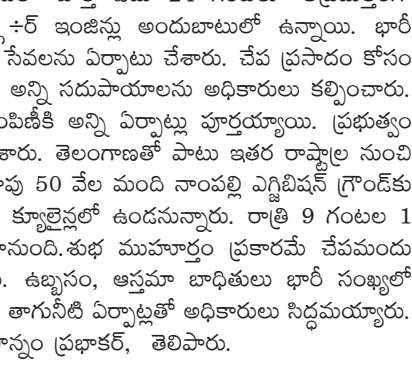 ÷ర్ ఇంజిన్లు అందుబాటులో ఉన్నాయి. భారీ
సేవలను ఏర్పాటు చేశారు. చేప ప్రసాదం కోసం
అన్ని సదుపాయాలను అధికారులు కల్పించారు.
ంపిణీకి అన్ని ఏర్పాట్లు పూర్తయ్యాయి. ప్రభుత్వం
శారు. తెలంగాణతో పాటు ఇతర రాష్ట్రాల నుంచి
ాపు 50 వేల మంది నాంపల్లి ఎగ్జిబిషన్ గ్రౌండ్‌కు
క్యూలైన్లలో ఉండనున్నారు. రాత్రి 9 గంటల 1
ానుంది.శుభ ముహూర్తం ప్రకారమే చేపమందు
. ఉబ్బసం, ఆస్తమా బాధితులు భారీ సంఖ్యలో
తాగునీటి ఏర్పాట్లతో అధికారులు సిద్ధమయ్యారు.
ాన్నం ప్రభాకర్, తెలిపారు.